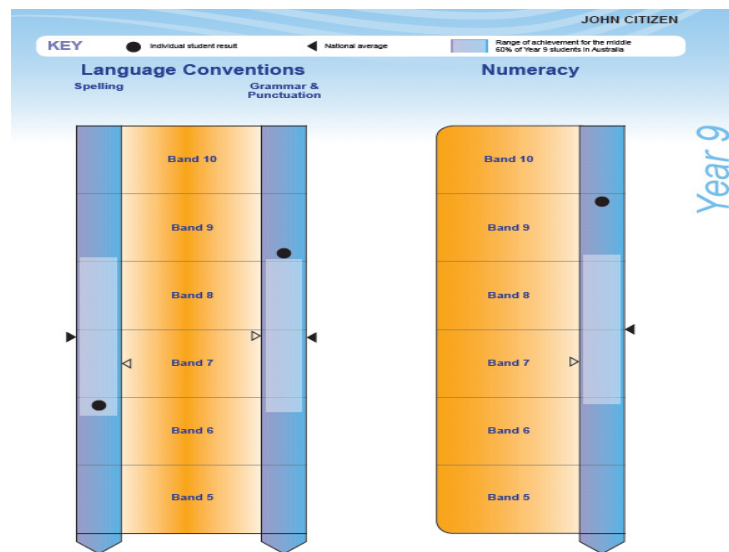 JOHN CITIZEN
KEY
Individual student result
National average
Range of achievement for the middle
60% of Year 9 students in Australia
Language Conventions
Spelling
Grammar &
Punctuation
Band 10
Band 9
Band 8
Band 7
Band 6
Band 5
Numeracy
Band 10
Band 9
Band 8
Band 7
Band 6
Band 5
Year 9